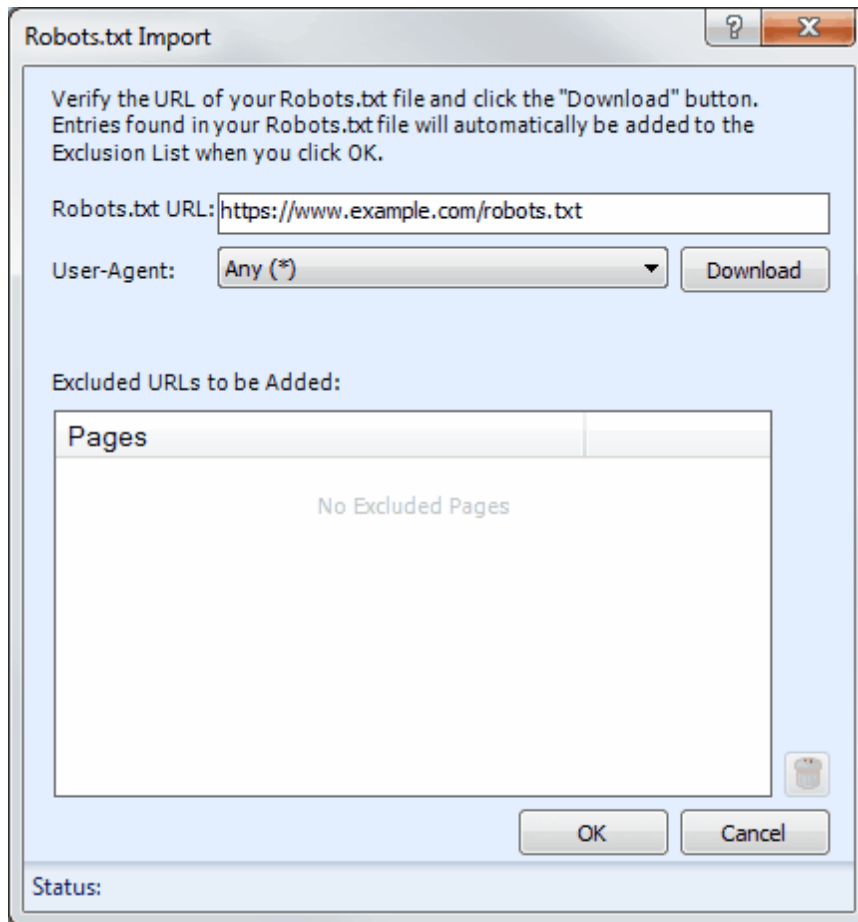 Robots.txt Import
?
X
Verify the URL of your Robots.txt file and click the "Download" button.
Entries found in your Robots.txt file will automatically be added to the
Exclusion List when you click OK.
Robots.txt URL: https://www.example.com/robots.txt
User-Agent: Any (*) Download
Excluded URLs to be Added:
Pages
No Excluded Pages
OK Cancel
Status: